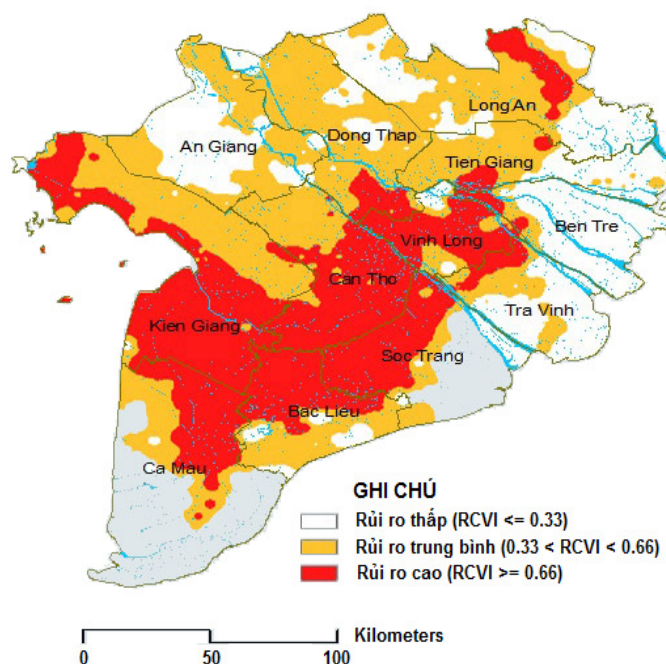 Long An
Dong Thap
An Giang
Tien Giang
Ben Tre
Vinh Long
Can Tho
Tra Vinh
Kien Giang
Soc Trang
Bac Lieu
Ca Mau
GHI CHÚ
Rủi ro thấp (RCVI <= 0.33)
Rủi ro trung bình (0.33 < RCVI < 0.66)
Rủi ro cao (RCVI >= 0.66)
Kilometers
0 50 100